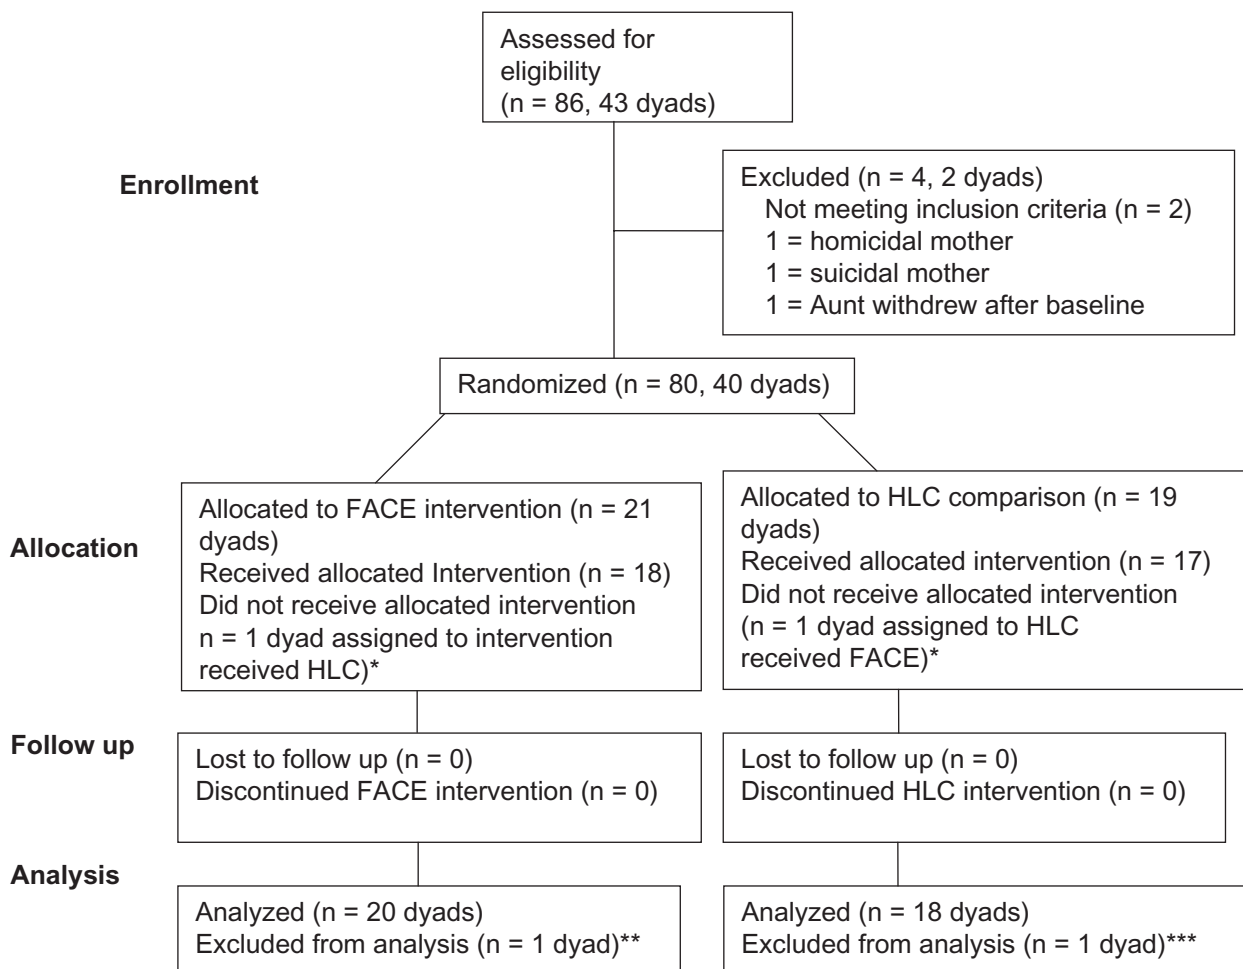 Assessed for
eligibility
(n = 86, 43 dyads)
Enrollment
Excluded (n = 4, 2 dyads)
Not meeting inclusion criteria (n = 2)
1 = homicidal mother
1 = suicidal mother
1 = Aunt withdrew after baseline
Randomized (n = 80, 40 dyads)
Allocation
Allocated to FACE intervention (n = 21
dyads)
Received allocated Intervention (n = 18)
Did not receive allocated intervention
n = 1 dyad assigned to intervention
received HLC)*
Allocated to HLC comparison (n = 19
dyads)
Received allocated intervention (n = 17)
Did not receive allocated intervention
(n = 1 dyad assigned to HLC
received FACE)*
Follow up
Lost to follow up (n = 0)
Discontinued FACE intervention (n = 0)
Lost to follow up (n = 0)
Discontinued HLC intervention (n = 0)
Analysis
Analyzed (n = 20 dyads)
Excluded from analysis (n = 1 dyad)**
Analyzed (n = 18 dyads)
Excluded from analysis (n = 1 dyad)***